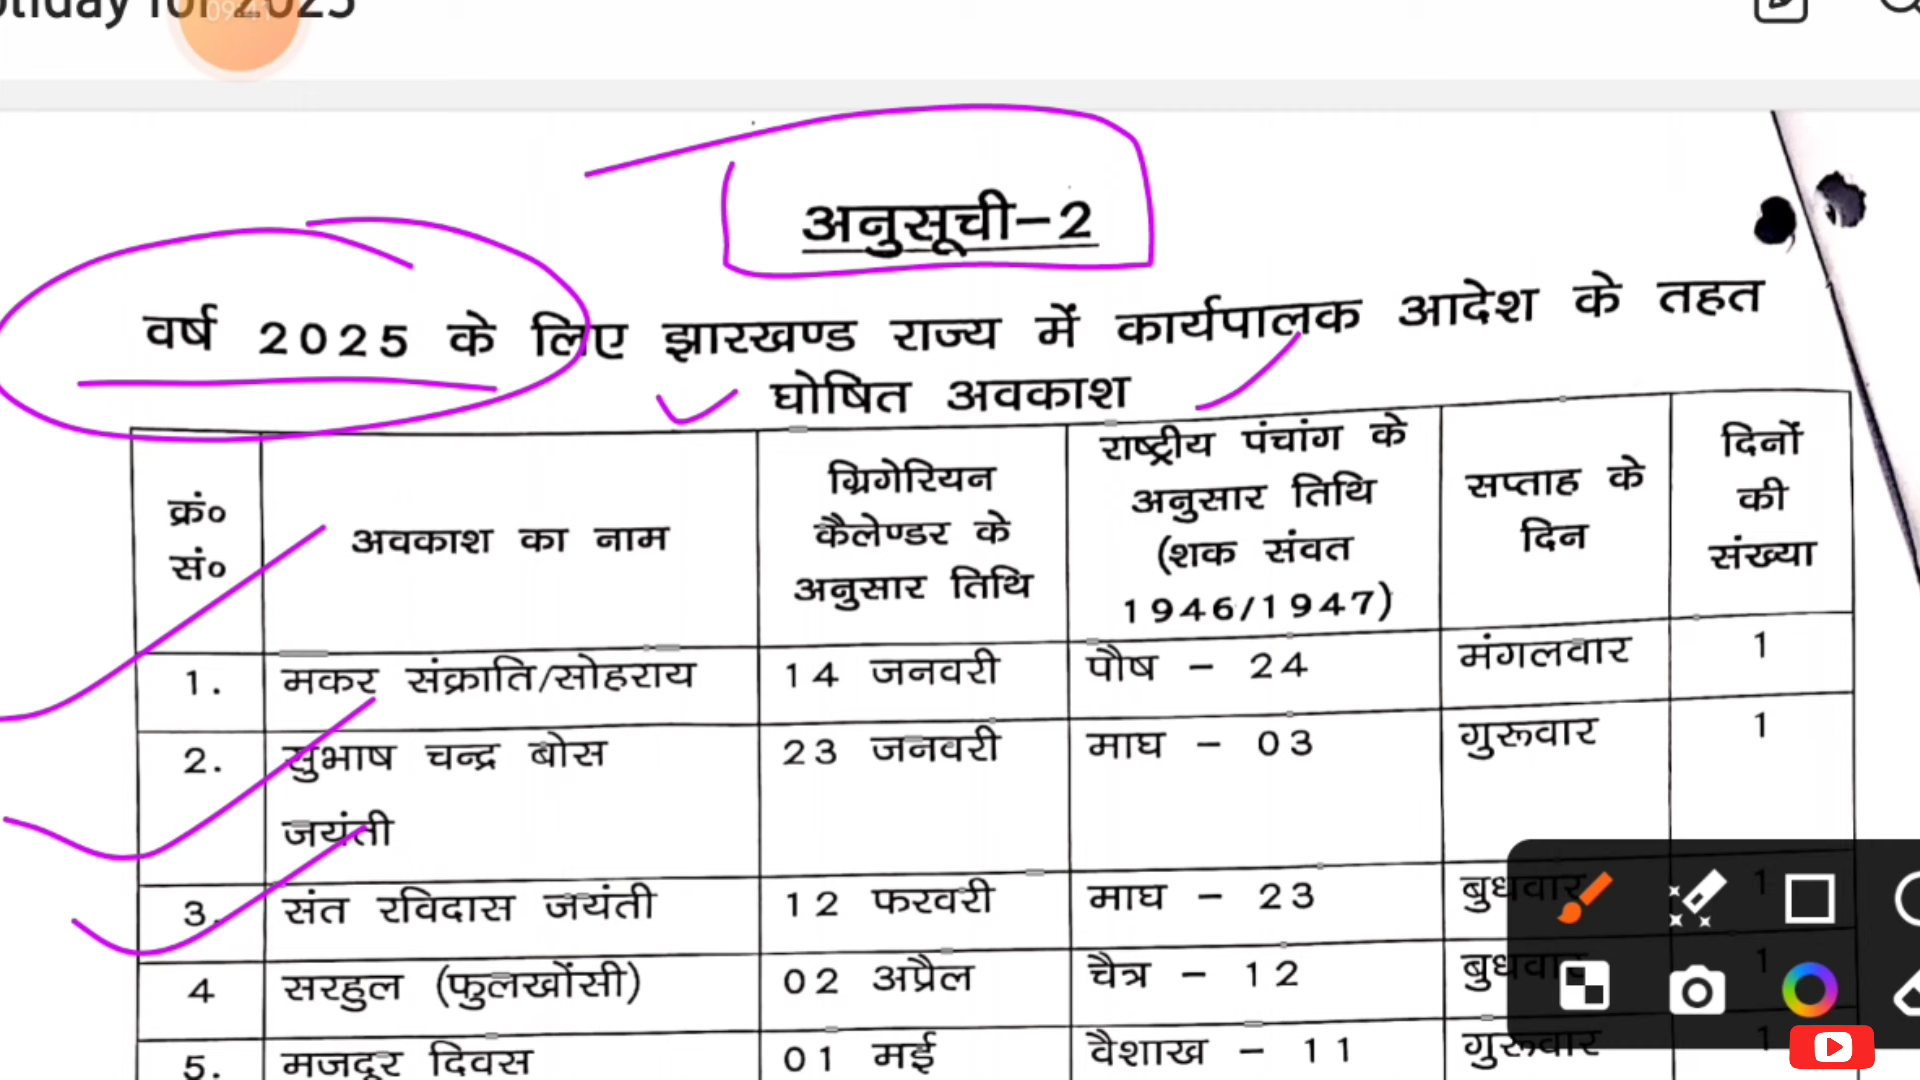 for 2025
अनुसूची-2
वर्ष 2025 के लिए झारखण्ड राज्य में कार्यपालक आदेश के तहत
घोषित अवकाश
क्रं० सं० अवकाश का नाम ग्रिगेरियन कैलेण्डर के अनुसार तिथि राष्ट्रीय पंचांग के अनुसार तिथि (शक संवत 1946/1947) सप्ताह के दिन दिनों की संख्या
1. मकर संक्राति/सोहराय 14 जनवरी पौष - 24 मंगलवार 1
2. सुभाष चन्द्र बोस 23 जनवरी माघ - 03 गुरूवार 1
जयंती
3. संत रविदास जयंती 12 फरवरी माघ - 23 बुधवार 1
4 सरहुल (फुलखोंसी) 02 अप्रैल चैत्र - 12 बुधवार 1
5. मजदूर दिवस 01 मई वैशाख - 11 गुरूवार 1